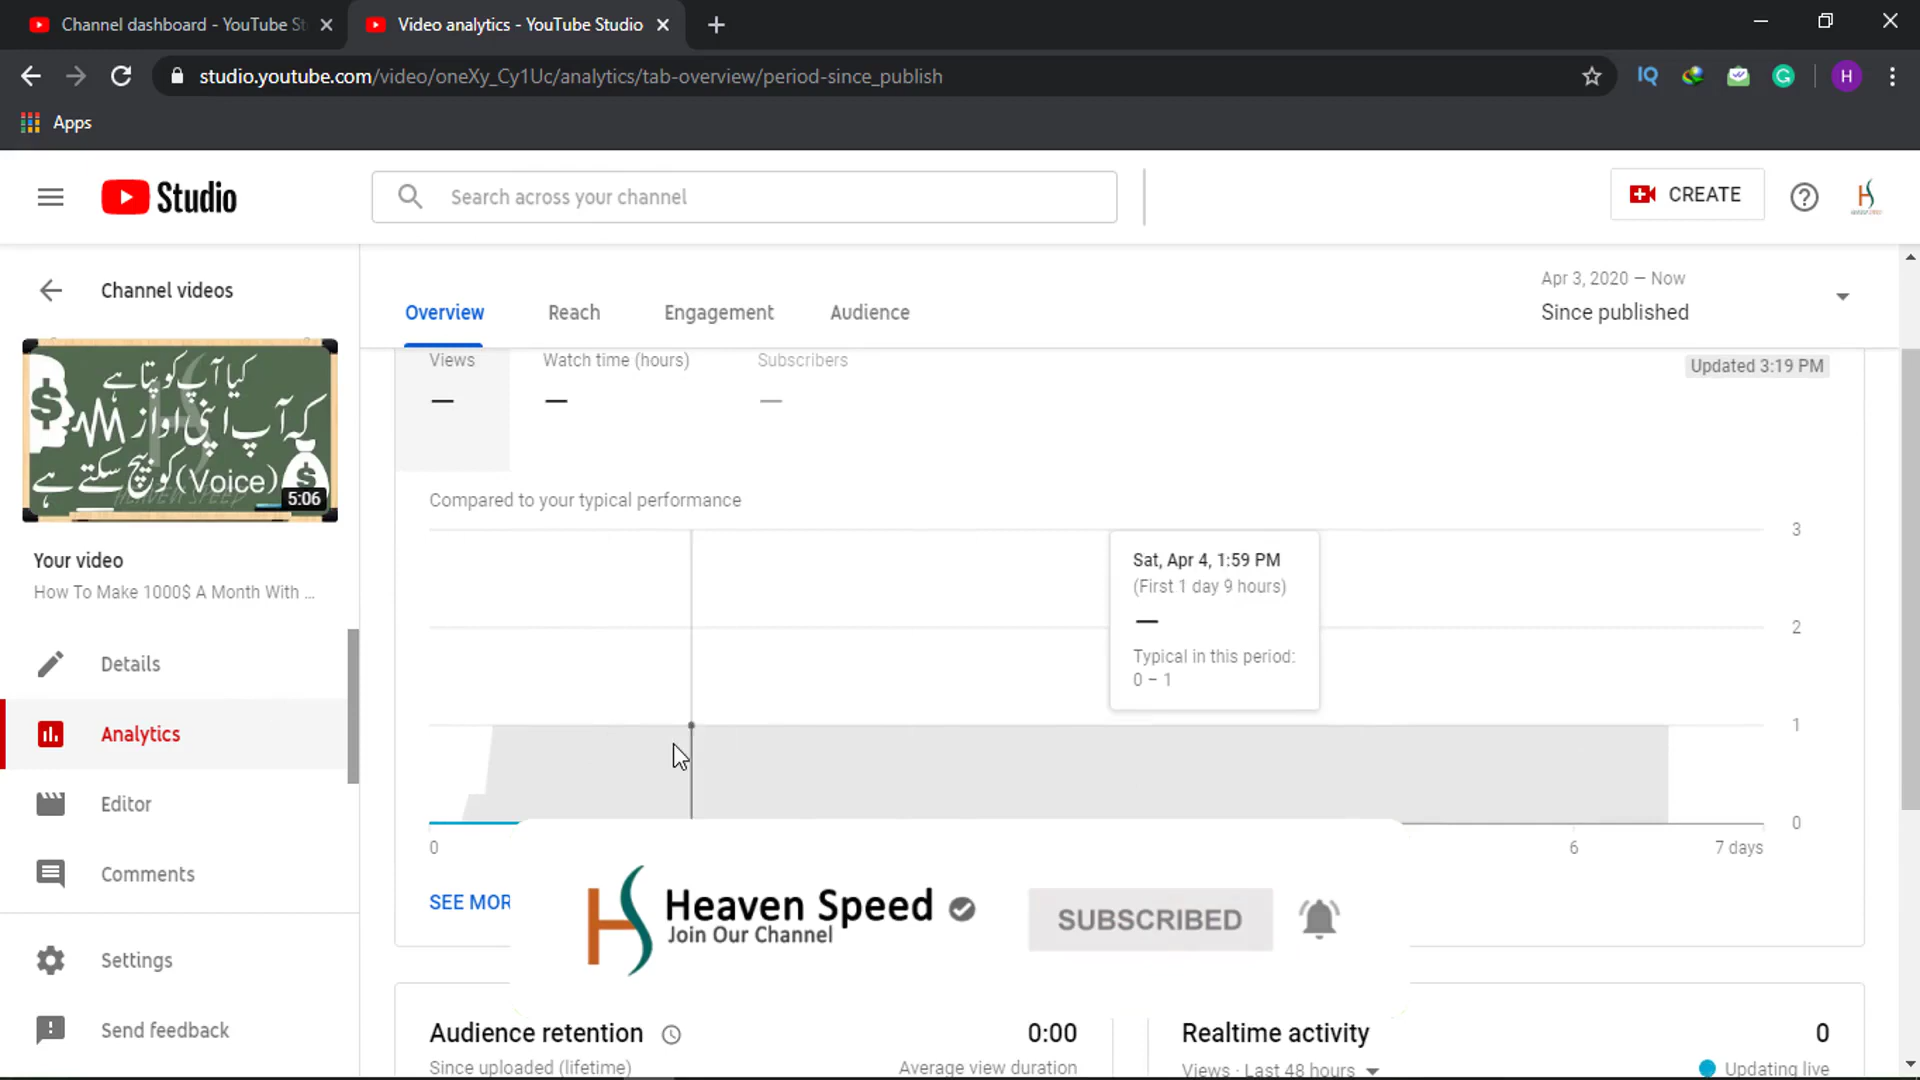 Channel dashboard - YouTube St
Video analytics - YouTube Studio
studio.youtube.com/video/oneXy_Cy1Uc/analytics/tab-overview/period-since_publish
IQ
H
Apps
Studio
Search across your channel
CREATE
Channel videos
Overview
Reach
Engagement
Audience
Apr 3, 2020 – Now
Since published
کیا آپ کو پتا ہے
کہ آپ اپنی اواز
کو بیچ سکتے ہے (Voice)
HEAVEN SPEED
5:06
Your video
How To Make 1000$ A Month With ...
Details
Analytics
Editor
Comments
Settings
Send feedback
Views
—
Watch time (hours)
—
Subscribers
—
Updated 3:19 PM
Compared to your typical performance
3
2
1
0
Sat, Apr 4, 1:59 PM
(First 1 day 9 hours)
—
Typical in this period:
0 – 1
0
6
7 days
SEE MOR
Heaven Speed
Join Our Channel
SUBSCRIBED
Audience retention
0:00
Since uploaded (lifetime)
Average view duration
Realtime activity
0
Views · Last 48 hours
Updating live